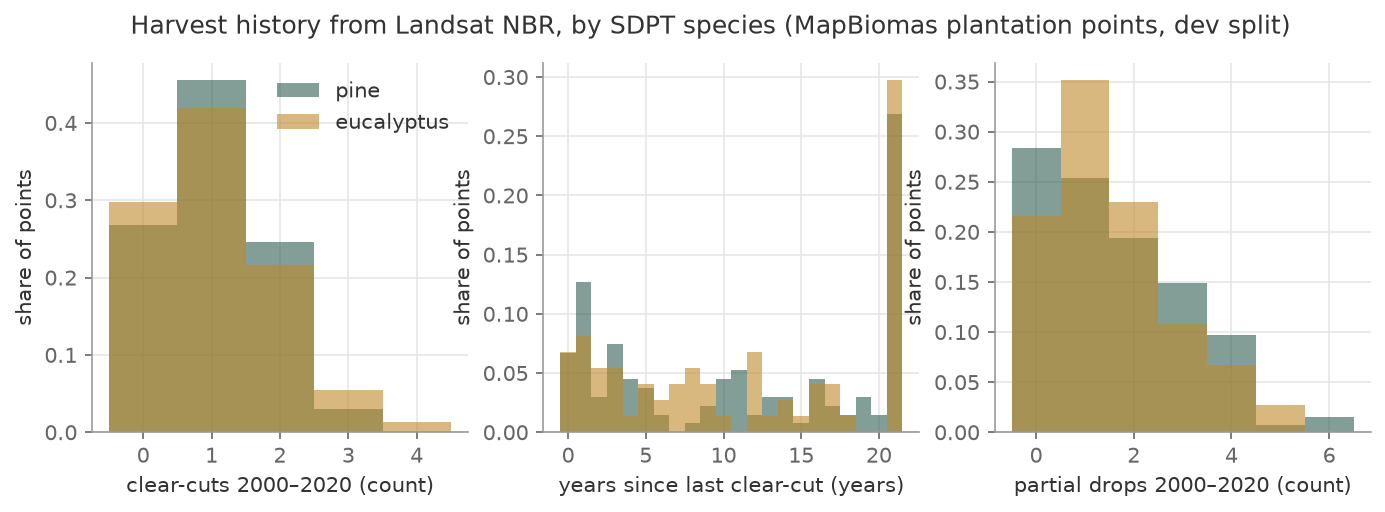 Harvest history from Landsat NBR, by SDPT species (MapBiomas plantation points, dev split)
share of points
0.4
0.3
0.2
0.1
0.0
pine
eucalyptus
0 1 2 3 4
clear-cuts 2000–2020 (count)
share of points
0.30
0.25
0.20
0.15
0.10
0.05
0.00
0 5 10 15 20
years since last clear-cut (years)
share of points
0.35
0.30
0.25
0.20
0.15
0.10
0.05
0.00
0 2 4 6
partial drops 2000–2020 (count)